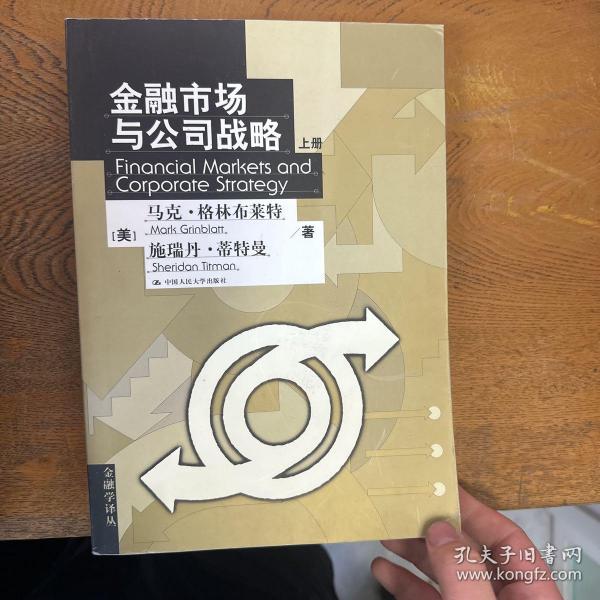 金融市场
与公司战略 上册
Financial Markets and
Corporate Strategy
[美]
马克·格林布莱特
Mark Grinblatt
施瑞丹·蒂特曼
Sheridan Titman
/著
中国人民大学出版社
金融学译丛
孔夫子旧书网
www.kongfz.com